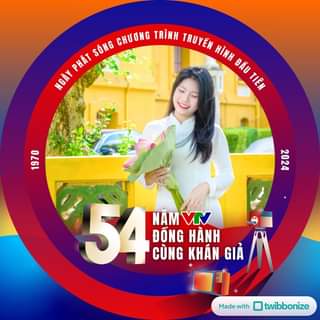 NGÀY PHÁT SÓNG CHƯƠNG TRÌNH TRUYỀN HÌNH ĐẦU TIÊN
1970
2024
54 NĂM VTV
ĐỒNG HÀNH
CÙNG KHÁN GIẢ
Made with twibbonize